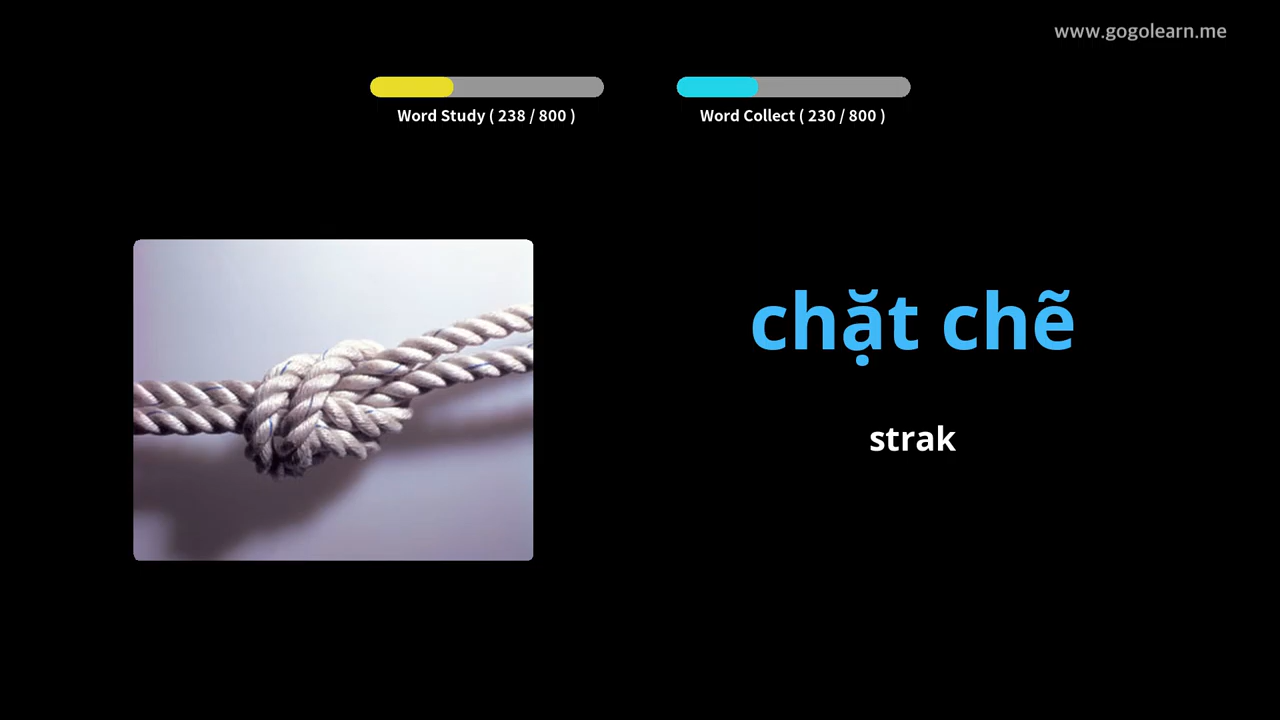 www.gogolearn.me
Word Study ( 238 / 800 )
Word Collect ( 230 / 800 )
chặt chẽ
strak